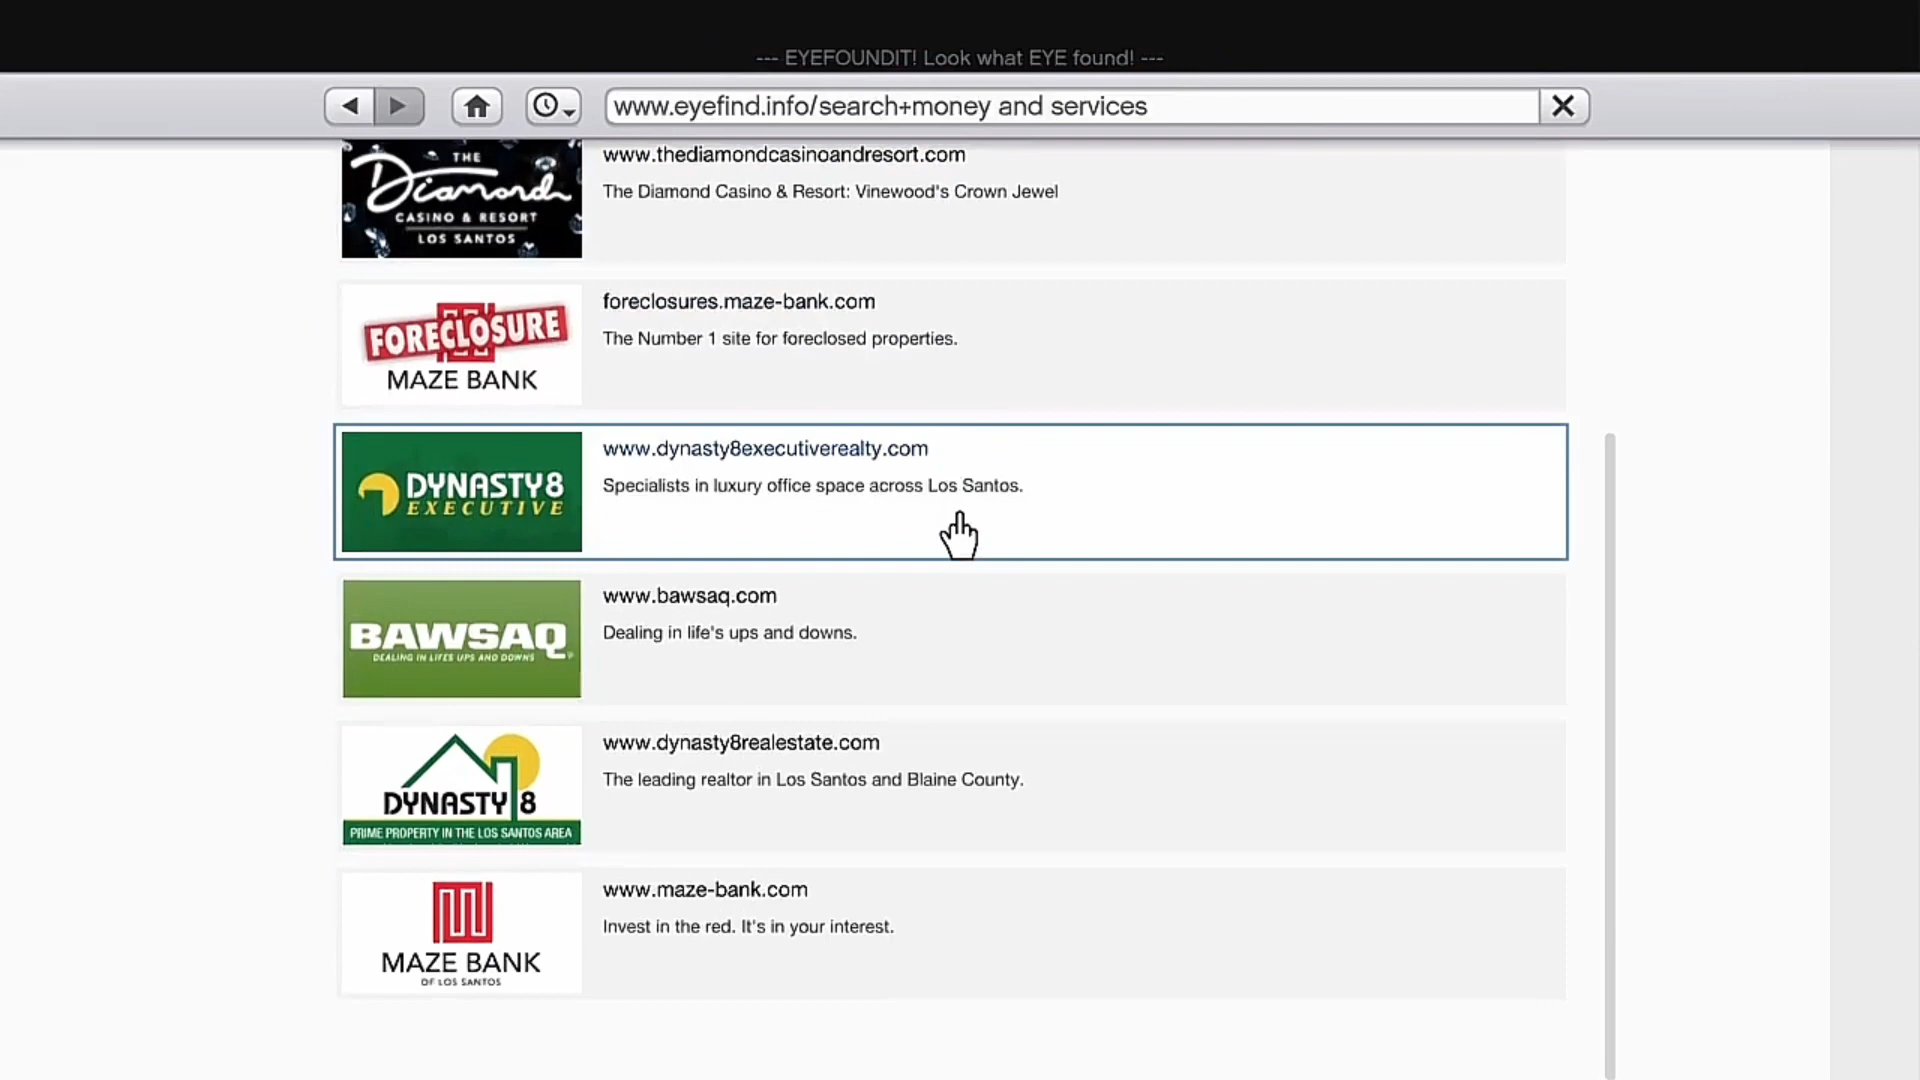 --- EYEFOUNDIT! Look what EYE found! ---
www.eyefind.info/search+money and services
THE
Diamond
CASINO & RESORT
LOS SANTOS
www.thediamondcasinoandresort.com
The Diamond Casino & Resort: Vinewood's Crown Jewel
FORECLOSURE
MAZE BANK
foreclosures.maze-bank.com
The Number 1 site for foreclosed properties.
DYNASTY8
EXECUTIVE
www.dynasty8executiverealty.com
Specialists in luxury office space across Los Santos.
BAWSAQ
DEALING IN LIFES UPS AND DOWNS
www.bawsaq.com
Dealing in life's ups and downs.
DYNASTY 8
PRIME PROPERTY IN THE LOS SANTOS AREA
www.dynasty8realestate.com
The leading realtor in Los Santos and Blaine County.
MAZE BANK
OF LOS SANTOS
www.maze-bank.com
Invest in the red. It's in your interest.